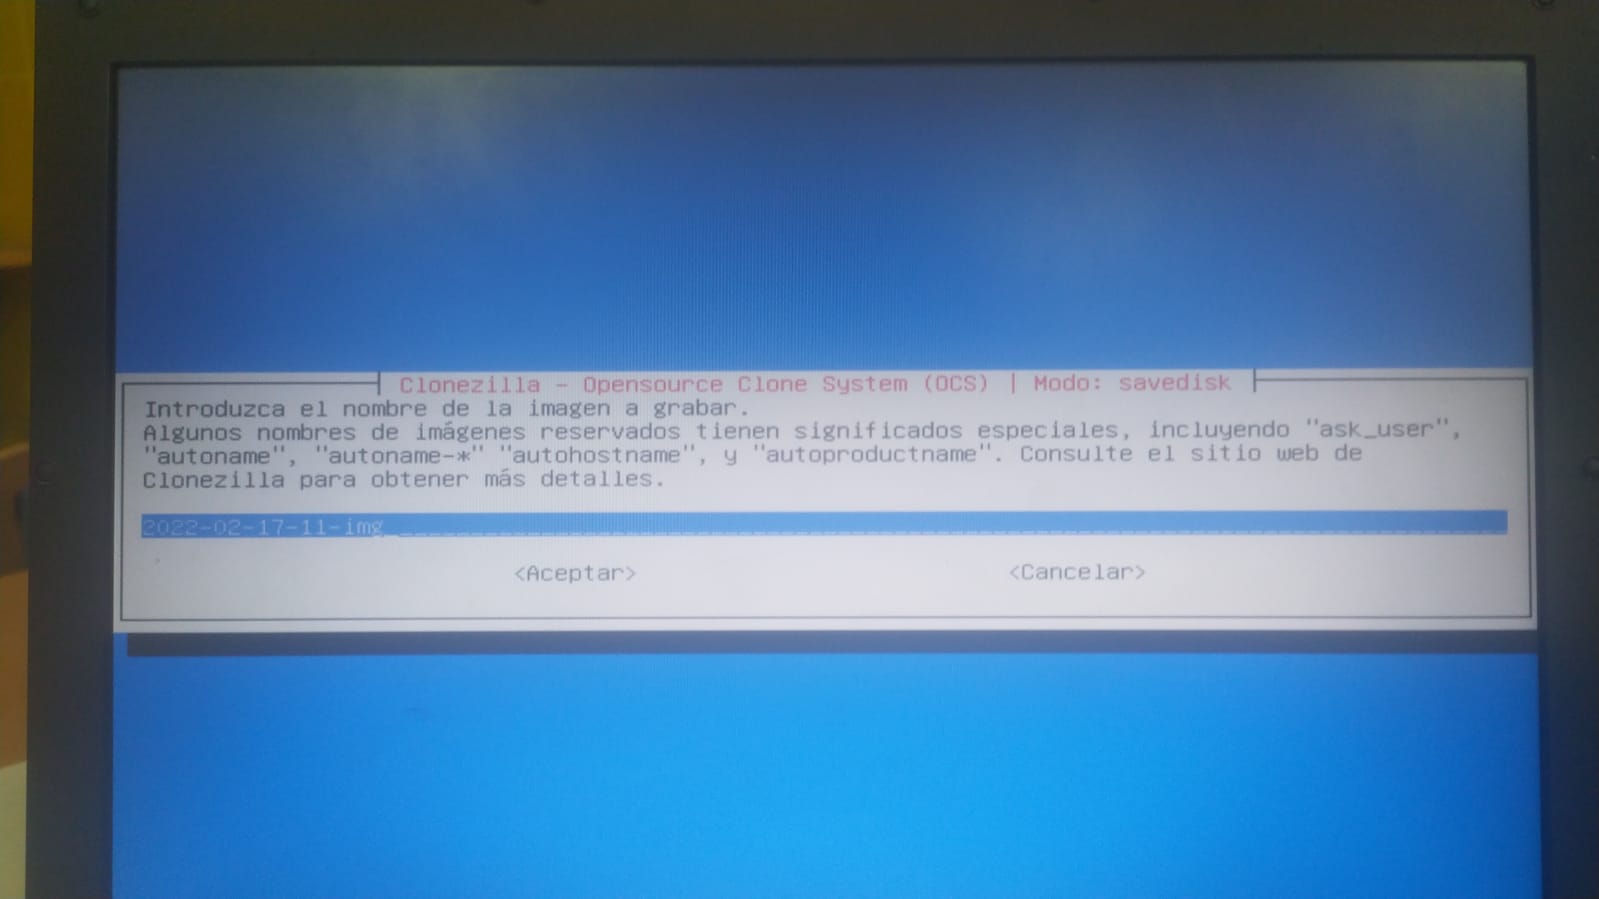 Clonezilla - Opensource Clone System (OCS) | Modo: savedisk
Introduzca el nombre de la imagen a grabar.
Algunos nombres de imágenes reservados tienen significados especiales, incluyendo "ask_user",
"autoname", "autoname-*" "autohostname", y "autoproductname". Consulte el sitio web de
Clonezilla para obtener más detalles.
2022-02-17-11-img
<Aceptar> <Cancelar>